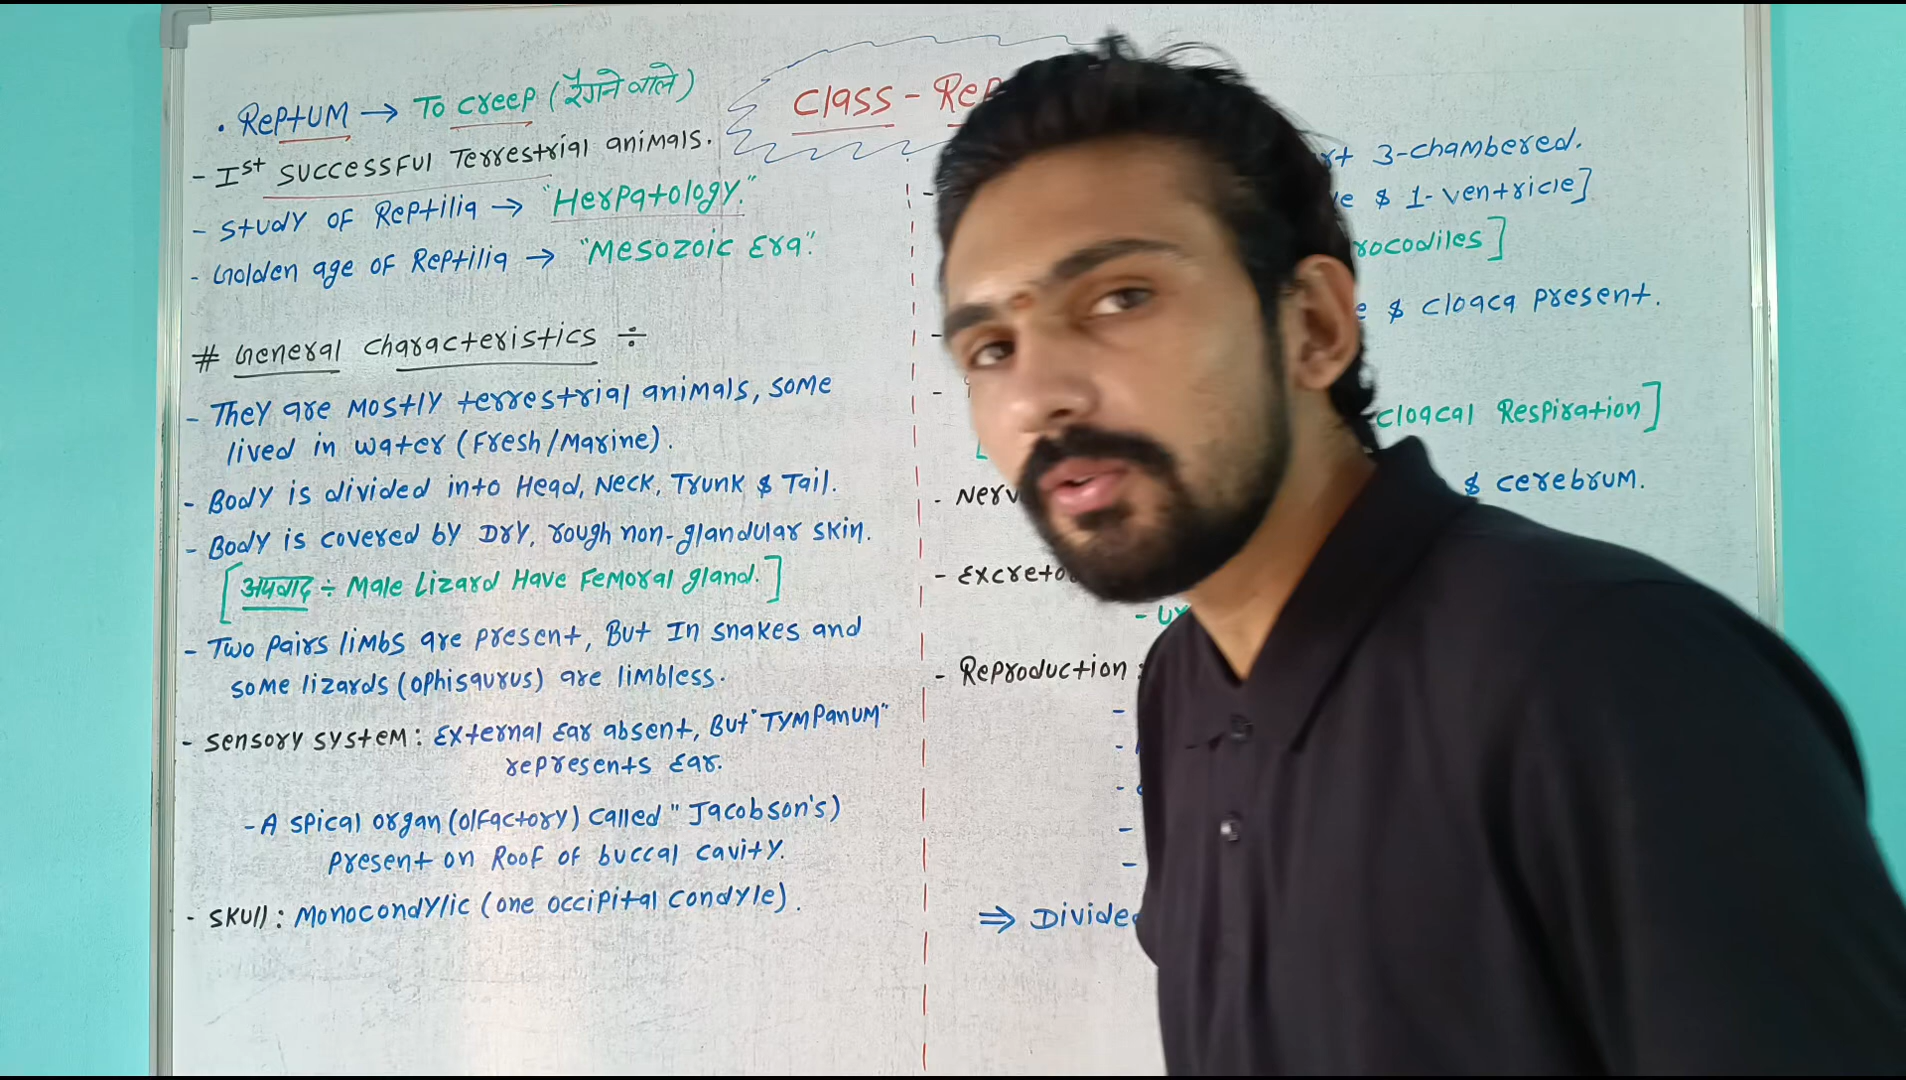 Class - Rep
• Reptum → To creep (रेंगने वाले)
- Ist successful Terrestrial animals.
- study of Reptilia → "Herpatology."
- Golden age of Reptilia → "Mesozoic Era".
# General characteristics ÷
- They are mostly terrestrial animals, some
lived in water (Fresh/Marine).
- Body is divided into Head, Neck, Trunk & Tail.
- Body is covered by Dry, rough non-glandular skin.
[अपवाद ÷ Male Lizard Have Femoral gland.]
- Two pairs limbs are present, But In snakes and
some lizards (ophisaurus) are limbless.
- sensory system: External Ear absent, But "Tympanum"
represents Ear.
- A spical organ (olfactory) called "Jacobson's)
present on Roof of buccal cavity.
- skull: Monocondylic (one occipital condyle).
3-chambered.
& 1-ventricle]
& cloaca present.
cloacal Respiration]
- Nerv
& cerebrum.
- Excreto
- Reproduction :
⇒ Divide